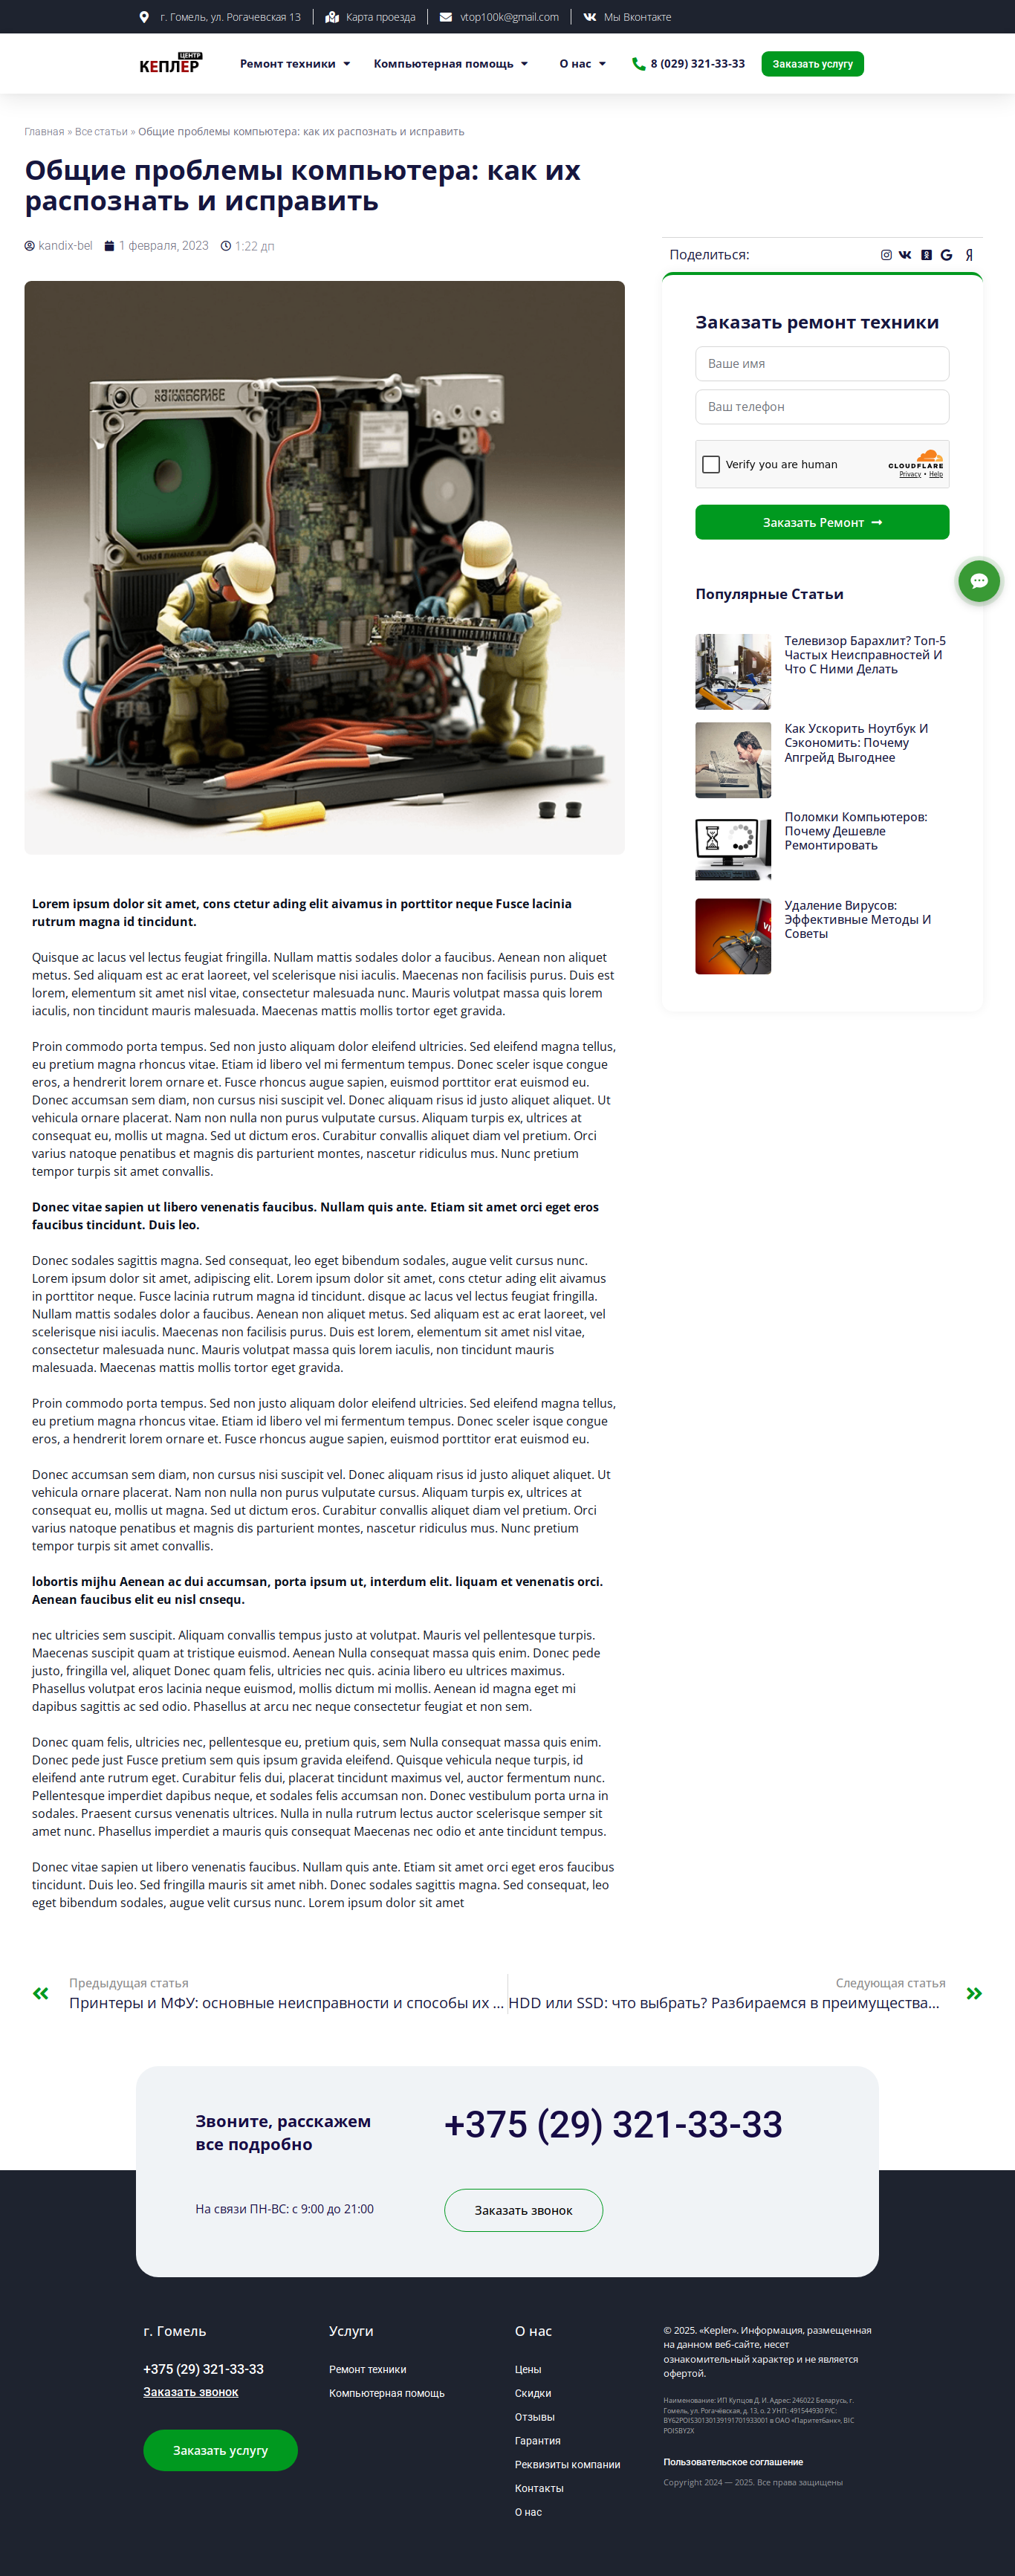 г. Гомель, ул. Рогачевская 13
Карта проезда
vtop100k@gmail.com
Мы Вконтакте
КЕПЛЕР ЦЕНТР
Ремонт техники
Компьютерная помощь
О нас
8 (029) 321-33-33
Заказать услугу
Главная » Все статьи » Общие проблемы компьютера: как их распознать и исправить
Общие проблемы компьютера: как их
распознать и исправить
kandix-bel
1 февраля, 2023
1:22 дп
Поделиться:
Заказать ремонт техники
Ваше имя
Ваш телефон
Verify you are human
CLOUDFLARE
Privacy • Help
Заказать Ремонт
Популярные Статьи
Телевизор Барахлит? Топ-5
Частых Неисправностей И
Что С Ними Делать
Как Ускорить Ноутбук И
Сэкономить: Почему
Апгрейд Выгоднее
Поломки Компьютеров:
Почему Дешевле
Ремонтировать
Удаление Вирусов:
Эффективные Методы И
Советы
Lorem ipsum dolor sit amet, cons ctetur ading elit aivamus in porttitor neque Fusce lacinia
rutrum magna id tincidunt.
Quisque ac lacus vel lectus feugiat fringilla. Nullam mattis sodales dolor a faucibus. Aenean non aliquet
metus. Sed aliquam est ac erat laoreet, vel scelerisque nisi iaculis. Maecenas non facilisis purus. Duis est
lorem, elementum sit amet nisl vitae, consectetur malesuada nunc. Mauris volutpat massa quis lorem
iaculis, non tincidunt mauris malesuada. Maecenas mattis mollis tortor eget gravida.
Proin commodo porta tempus. Sed non justo aliquam dolor eleifend ultricies. Sed eleifend magna tellus,
eu pretium magna rhoncus vitae. Etiam id libero vel mi fermentum tempus. Donec sceler isque congue
eros, a hendrerit lorem ornare et. Fusce rhoncus augue sapien, euismod porttitor erat euismod eu.
Donec accumsan sem diam, non cursus nisi suscipit vel. Donec aliquam risus id justo aliquet aliquet. Ut
vehicula ornare placerat. Nam non nulla non purus vulputate cursus. Aliquam turpis ex, ultrices at
consequat eu, mollis ut magna. Sed ut dictum eros. Curabitur convallis aliquet diam vel pretium. Orci
varius natoque penatibus et magnis dis parturient montes, nascetur ridiculus mus. Nunc pretium
tempor turpis sit amet convallis.
Donec vitae sapien ut libero venenatis faucibus. Nullam quis ante. Etiam sit amet orci eget eros
faucibus tincidunt. Duis leo.
Donec sodales sagittis magna. Sed consequat, leo eget bibendum sodales, augue velit cursus nunc.
Lorem ipsum dolor sit amet, adipiscing elit. Lorem ipsum dolor sit amet, cons ctetur ading elit aivamus
in porttitor neque. Fusce lacinia rutrum magna id tincidunt. disque ac lacus vel lectus feugiat fringilla.
Nullam mattis sodales dolor a faucibus. Aenean non aliquet metus. Sed aliquam est ac erat laoreet, vel
scelerisque nisi iaculis. Maecenas non facilisis purus. Duis est lorem, elementum sit amet nisl vitae,
consectetur malesuada nunc. Mauris volutpat massa quis lorem iaculis, non tincidunt mauris
malesuada. Maecenas mattis mollis tortor eget gravida.
Proin commodo porta tempus. Sed non justo aliquam dolor eleifend ultricies. Sed eleifend magna tellus,
eu pretium magna rhoncus vitae. Etiam id libero vel mi fermentum tempus. Donec sceler isque congue
eros, a hendrerit lorem ornare et. Fusce rhoncus augue sapien, euismod porttitor erat euismod eu.
Donec accumsan sem diam, non cursus nisi suscipit vel. Donec aliquam risus id justo aliquet aliquet. Ut
vehicula ornare placerat. Nam non nulla non purus vulputate cursus. Aliquam turpis ex, ultrices at
consequat eu, mollis ut magna. Sed ut dictum eros. Curabitur convallis aliquet diam vel pretium. Orci
varius natoque penatibus et magnis dis parturient montes, nascetur ridiculus mus. Nunc pretium
tempor turpis sit amet convallis.
lobortis mijhu Aenean ac dui accumsan, porta ipsum ut, interdum elit. liquam et venenatis orci.
Aenean faucibus elit eu nisl cnsequ.
nec ultricies sem suscipit. Aliquam convallis tempus justo at volutpat. Mauris vel pellentesque turpis.
Maecenas suscipit quam at tristique euismod. Aenean Nulla consequat massa quis enim. Donec pede
justo, fringilla vel, aliquet Donec quam felis, ultricies nec quis. acinia libero eu ultrices maximus.
Phasellus volutpat eros lacinia neque euismod, mollis dictum mi mollis. Aenean id magna eget mi
dapibus sagittis ac sed odio. Phasellus at arcu nec neque consectetur feugiat et non sem.
Donec quam felis, ultricies nec, pellentesque eu, pretium quis, sem Nulla consequat massa quis enim.
Donec pede just Fusce pretium sem quis ipsum gravida eleifend. Quisque vehicula neque turpis, id
eleifend ante rutrum eget. Curabitur felis dui, placerat tincidunt maximus vel, auctor fermentum nunc.
Pellentesque imperdiet dapibus neque, et sodales felis accumsan non. Donec vestibulum porta urna in
sodales. Praesent cursus venenatis ultrices. Nulla in nulla rutrum lectus auctor scelerisque semper sit
amet nunc. Phasellus imperdiet a mauris quis consequat Maecenas nec odio et ante tincidunt tempus.
Donec vitae sapien ut libero venenatis faucibus. Nullam quis ante. Etiam sit amet orci eget eros faucibus
tincidunt. Duis leo. Sed fringilla mauris sit amet nibh. Donec sodales sagittis magna. Sed consequat, leo
eget bibendum sodales, augue velit cursus nunc. Lorem ipsum dolor sit amet
Предыдущая статья
Принтеры и МФУ: основные неисправности и способы их ...
Следующая статья
HDD или SSD: что выбрать? Разбираемся в преимущества...
Звоните, расскажем
все подробно
+375 (29) 321-33-33
На связи ПН-ВС: с 9:00 до 21:00
Заказать звонок
г. Гомель
+375 (29) 321-33-33
Заказать звонок
Заказать услугу
Услуги
Ремонт техники
Компьютерная помощь
О нас
Цены
Скидки
Отзывы
Гарантия
Реквизиты компании
Контакты
О нас
© 2025. «Kepler». Информация, размещенная
на данном веб-сайте, несет
ознакомительный характер и не является
офертой.
Наименование: ИП Купцов Д. И. Адрес: 246022 Беларусь, г.
Гомель, ул. Рогачёвская, д. 13, о. 2 УНП: 491544930 Р/С:
BY62POIS30130139191701933001 в ОАО «Паритетбанк», BIC
POISBY2X
Пользовательское соглашение
Copyright 2024 — 2025. Все права защищены